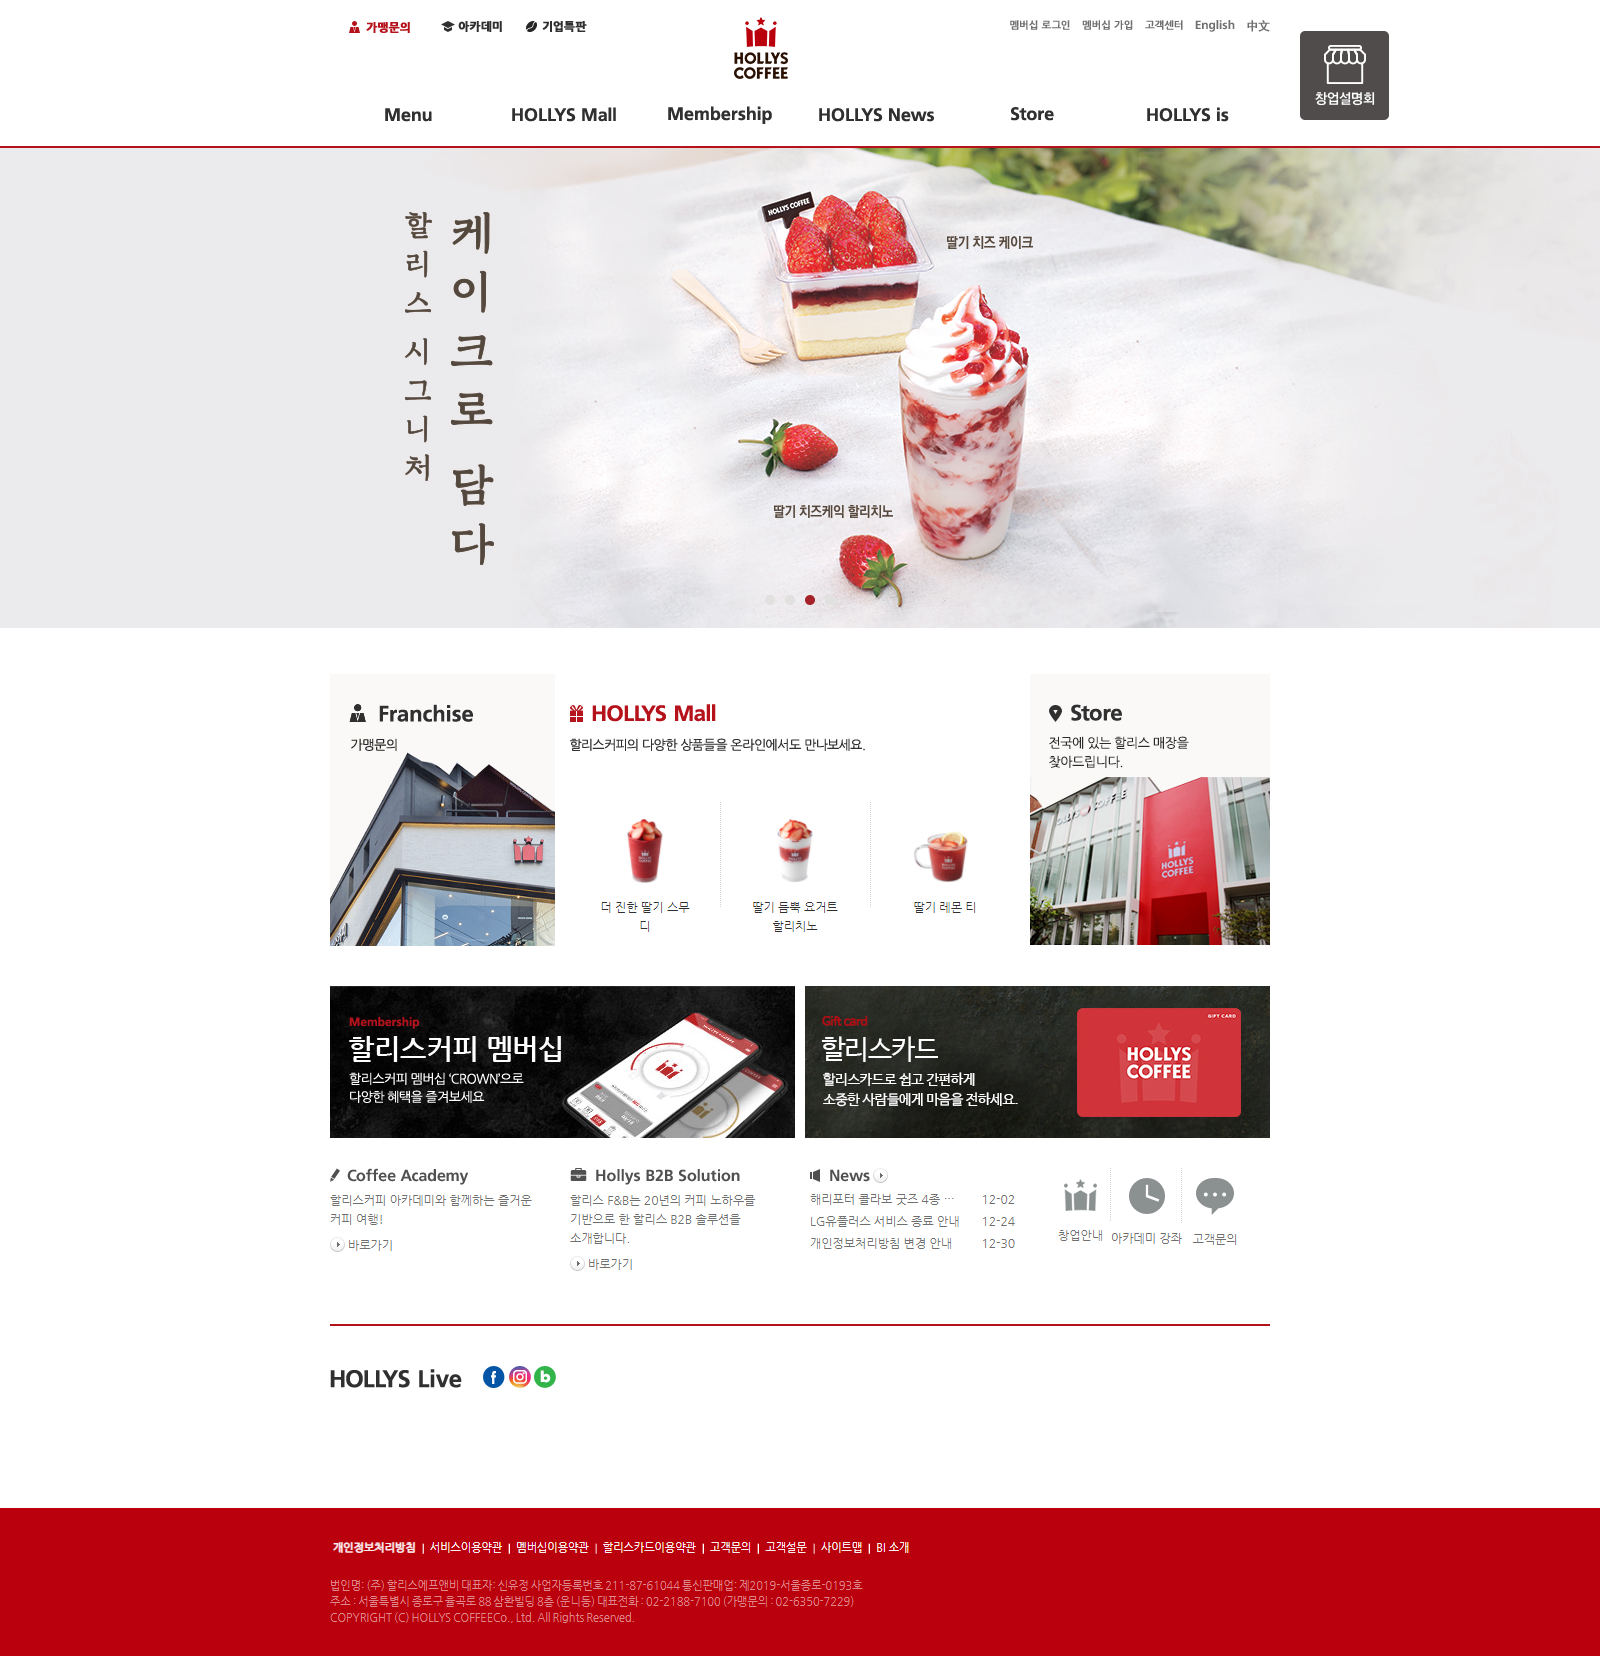 가맹문의
아카데미
기업특판
HOLLYS
COFFEE
멤버십 로그인
멤버십 가입
고객센터
English
中文
창업설명회
Menu
HOLLYS Mall
Membership
HOLLYS News
Store
HOLLYS is
케이크로 담다
할리스 시그니처
HOLLYS COFFEE
딸기 치즈 케이크
딸기 치즈케익 할리치노
Franchise
가맹문의
HOLLYS Mall
할리스커피의 다양한 상품들을 온라인에서도 만나보세요.
더 진한 딸기 스무
디
딸기 듬뿍 요거트
할리치노
딸기 레몬 티
Store
전국에 있는 할리스 매장을
찾아드립니다.
HOLLYS COFFEE
HOLLYS
COFFEE
Membership
할리스커피 멤버십
할리스커피 멤버십 ‘CROWN’으로
다양한 혜택을 즐겨보세요
Gift card
할리스카드
할리스카드로 쉽고 간편하게
소중한 사람들에게 마음을 전하세요.
GIFT CARD
HOLLYS
COFFEE
Coffee Academy
할리스커피 아카데미와 함께하는 즐거운
커피 여행!
바로가기
Hollys B2B Solution
할리스 F&B는 20년의 커피 노하우를
기반으로 한 할리스 B2B 솔루션을
소개합니다.
바로가기
News
해리포터 콜라보 굿즈 4종 … 12-02
LG유플러스 서비스 종료 안내 12-24
개인정보처리방침 변경 안내 12-30
창업안내
아카데미 강좌
고객문의
HOLLYS Live
개인정보처리방침 | 서비스이용약관 | 멤버십이용약관 | 할리스카드이용약관 | 고객문의 | 고객설문 | 사이트맵 | BI 소개
법인명: (주) 할리스에프앤비 대표자: 신유정 사업자등록번호 211-87-61044 통신판매업: 제2019-서울종로-0193호
주소 : 서울특별시 종로구 율곡로 88 삼환빌딩 8층 (운니동) 대표전화 : 02-2188-7100 (가맹문의 : 02-6350-7229)
COPYRIGHT (C) HOLLYS COFFEECo., Ltd. All Rights Reserved.